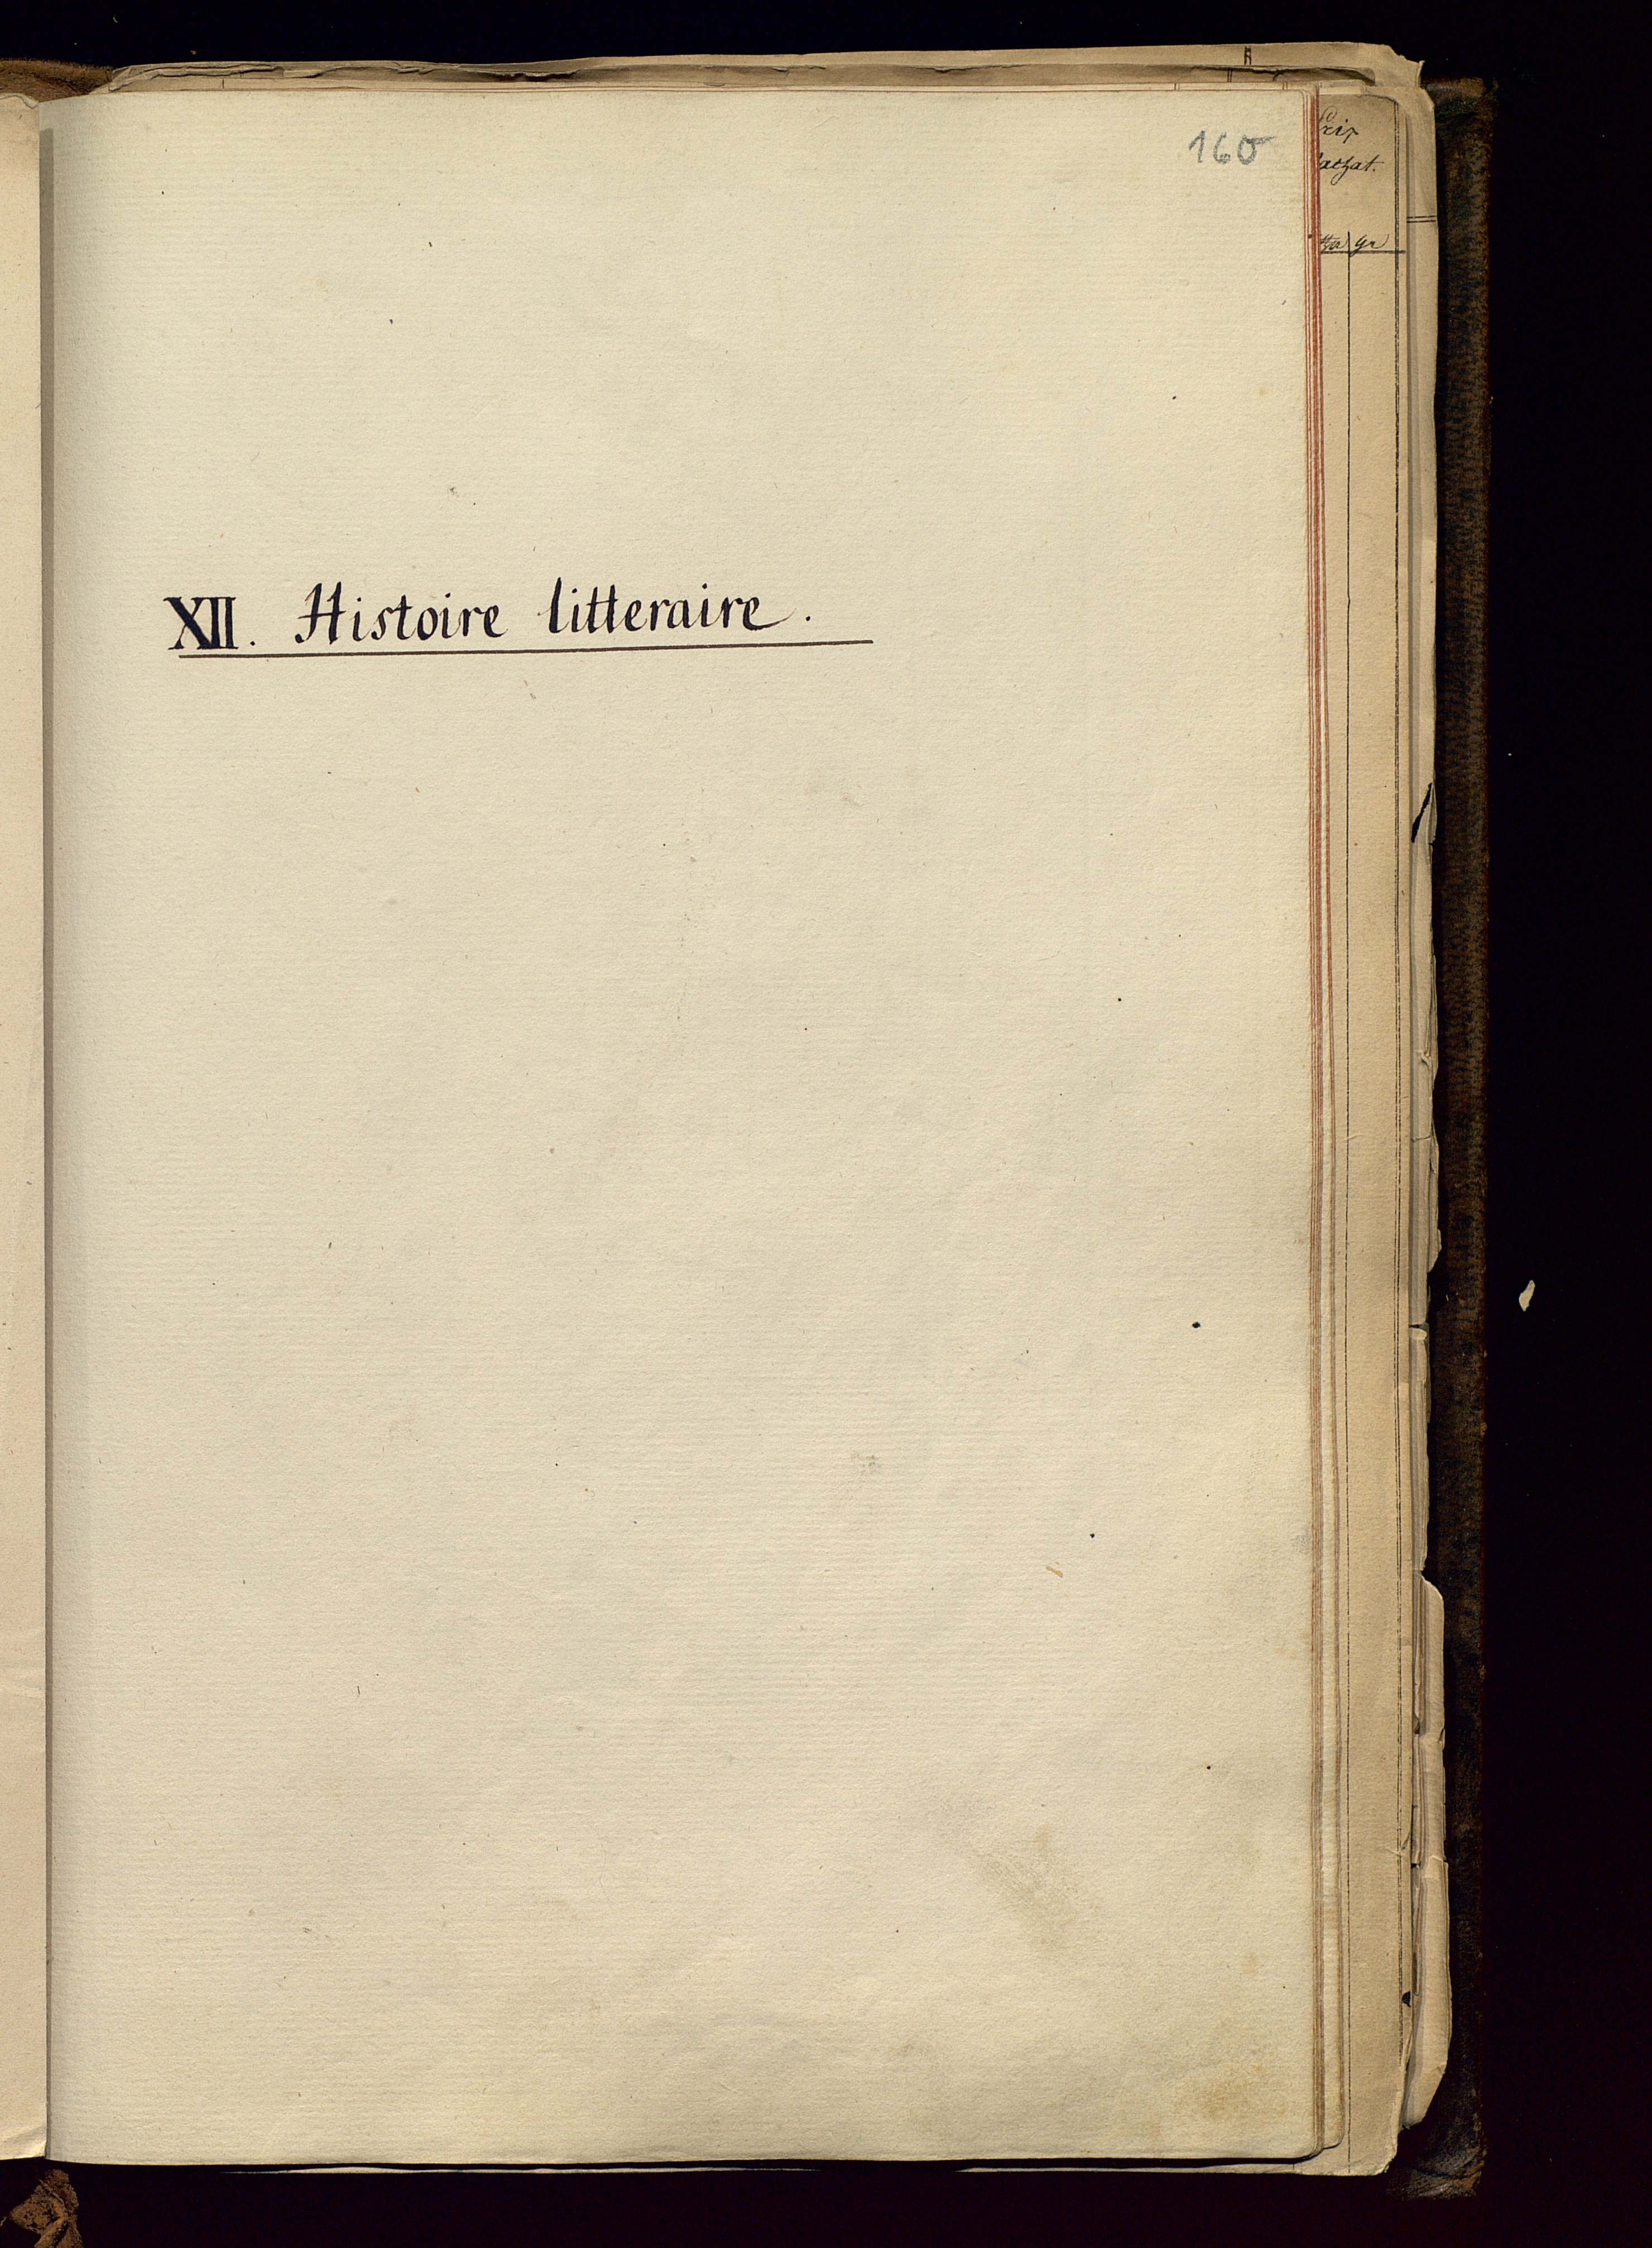 160
XII. Histoire litteraire.